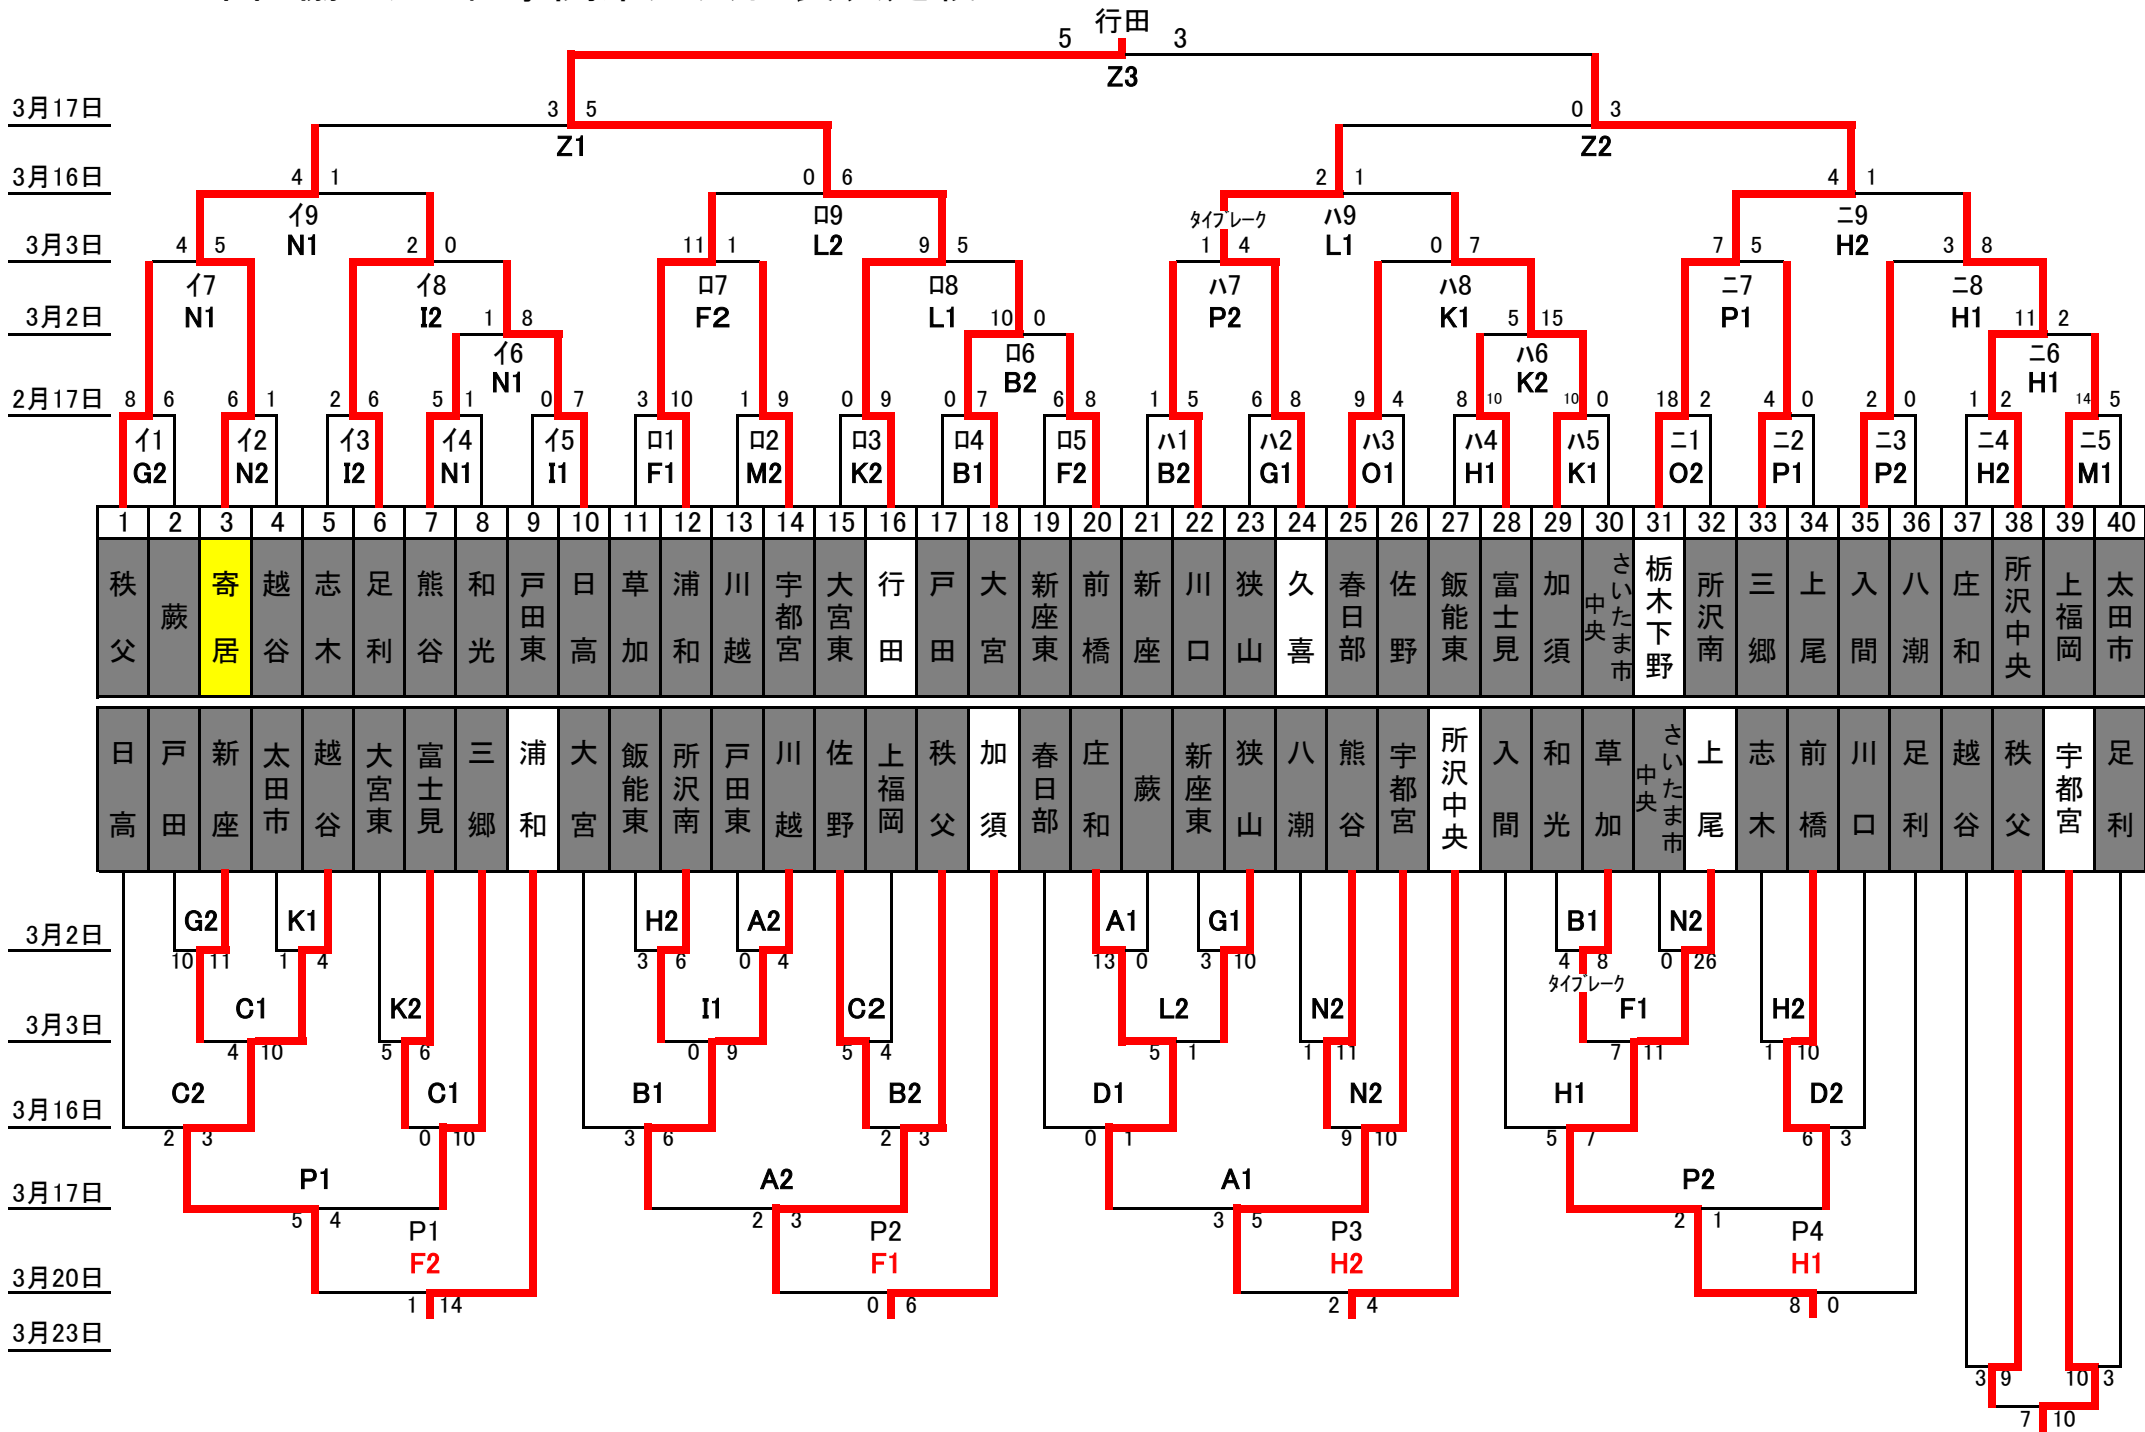 行田
5 3
Z3
3月17日 3 5 0 3
Z1 Z2
3月16日 4 1 0 6 2 1 4 1
イ9 ロ9 タイブレーク ハ9 ニ9
3月3日 4 5 N1 2 0 11 1 L2 9 5 1 4 L1 0 7 7 5 H2 3 8
イ7 イ8 ロ7 ロ8 ハ7 ハ8 ニ7 ニ8
3月2日 N1 I2 1 8 F2 L1 10 0 P2 K1 5 15 P1 H1 11 2
イ6 ロ6 ハ6 ニ6
N1 B2 K2 H1
2月17日 8 6 6 1 2 6 5 1 0 7 3 10 1 9 0 9 0 7 6 8 1 5 6 8 9 4 8 10 10 0 18 2 4 0 2 0 1 2 14 5
イ1 イ2 イ3 イ4 イ5 ロ1 ロ2 ロ3 ロ4 ロ5 ハ1 ハ2 ハ3 ハ4 ハ5 ニ1 ニ2 ニ3 ニ4 ニ5
G2 N2 I2 N1 I1 F1 M2 K2 B1 F2 B2 G1 O1 H1 K1 O2 P1 P2 H2 M1
1 2 3 4 5 6 7 8 9 10 11 12 13 14 15 16 17 18 19 20 21 22 23 24 25 26 27 28 29 30 31 32 33 34 35 36 37 38 39 40
秩父 蕨 寄居 越谷 志木 足利 熊谷 和光 戸田東 日高 草加 浦和 川越 宇都宮 大宮東 行田 戸田 大宮 新座東 前橋 新座 川口 狭山 久喜 春日部 佐野 飯能東 富士見 加須 さいたま市中央 栃木下野 所沢南 三郷 上尾 入間 八潮 庄和 所沢中央 上福岡 太田市
日高 戸田 新座 太田市 越谷 大宮東 富士見 三郷 浦和 大宮 飯能東 所沢南 戸田東 川越 佐野 上福岡 秩父 加須 春日部 庄和 蕨 新座東 狭山 八潮 熊谷 宇都宮 所沢中央 入間 和光 草加 さいたま市中央 上尾 志木 前橋 川口 足利 越谷 秩父 宇都宮 足利
G2 K1 H2 A2 A1 G1 B1 N2
3月2日 10 11 1 4 3 6 0 4 13 0 3 10 4 8 0 26
タイブレーク
C1 K2 I1 C2 L2 N2 F1 H2
3月3日 4 10 5 6 0 9 5 4 5 1 1 11 7 11 1 10
C2 C1 B1 B2 D1 N2 H1 D2
3月16日 2 3 0 10 3 6 2 3 0 1 9 10 5 7 6 3
P1 A2 A1 P2
3月17日 5 4 2 3 3 5 2 1
P1 P2 P3 P4
F2 F1 H2 H1
3月20日 1 14 0 6 2 4 8 0
3月23日
3 9 10 3
7 10